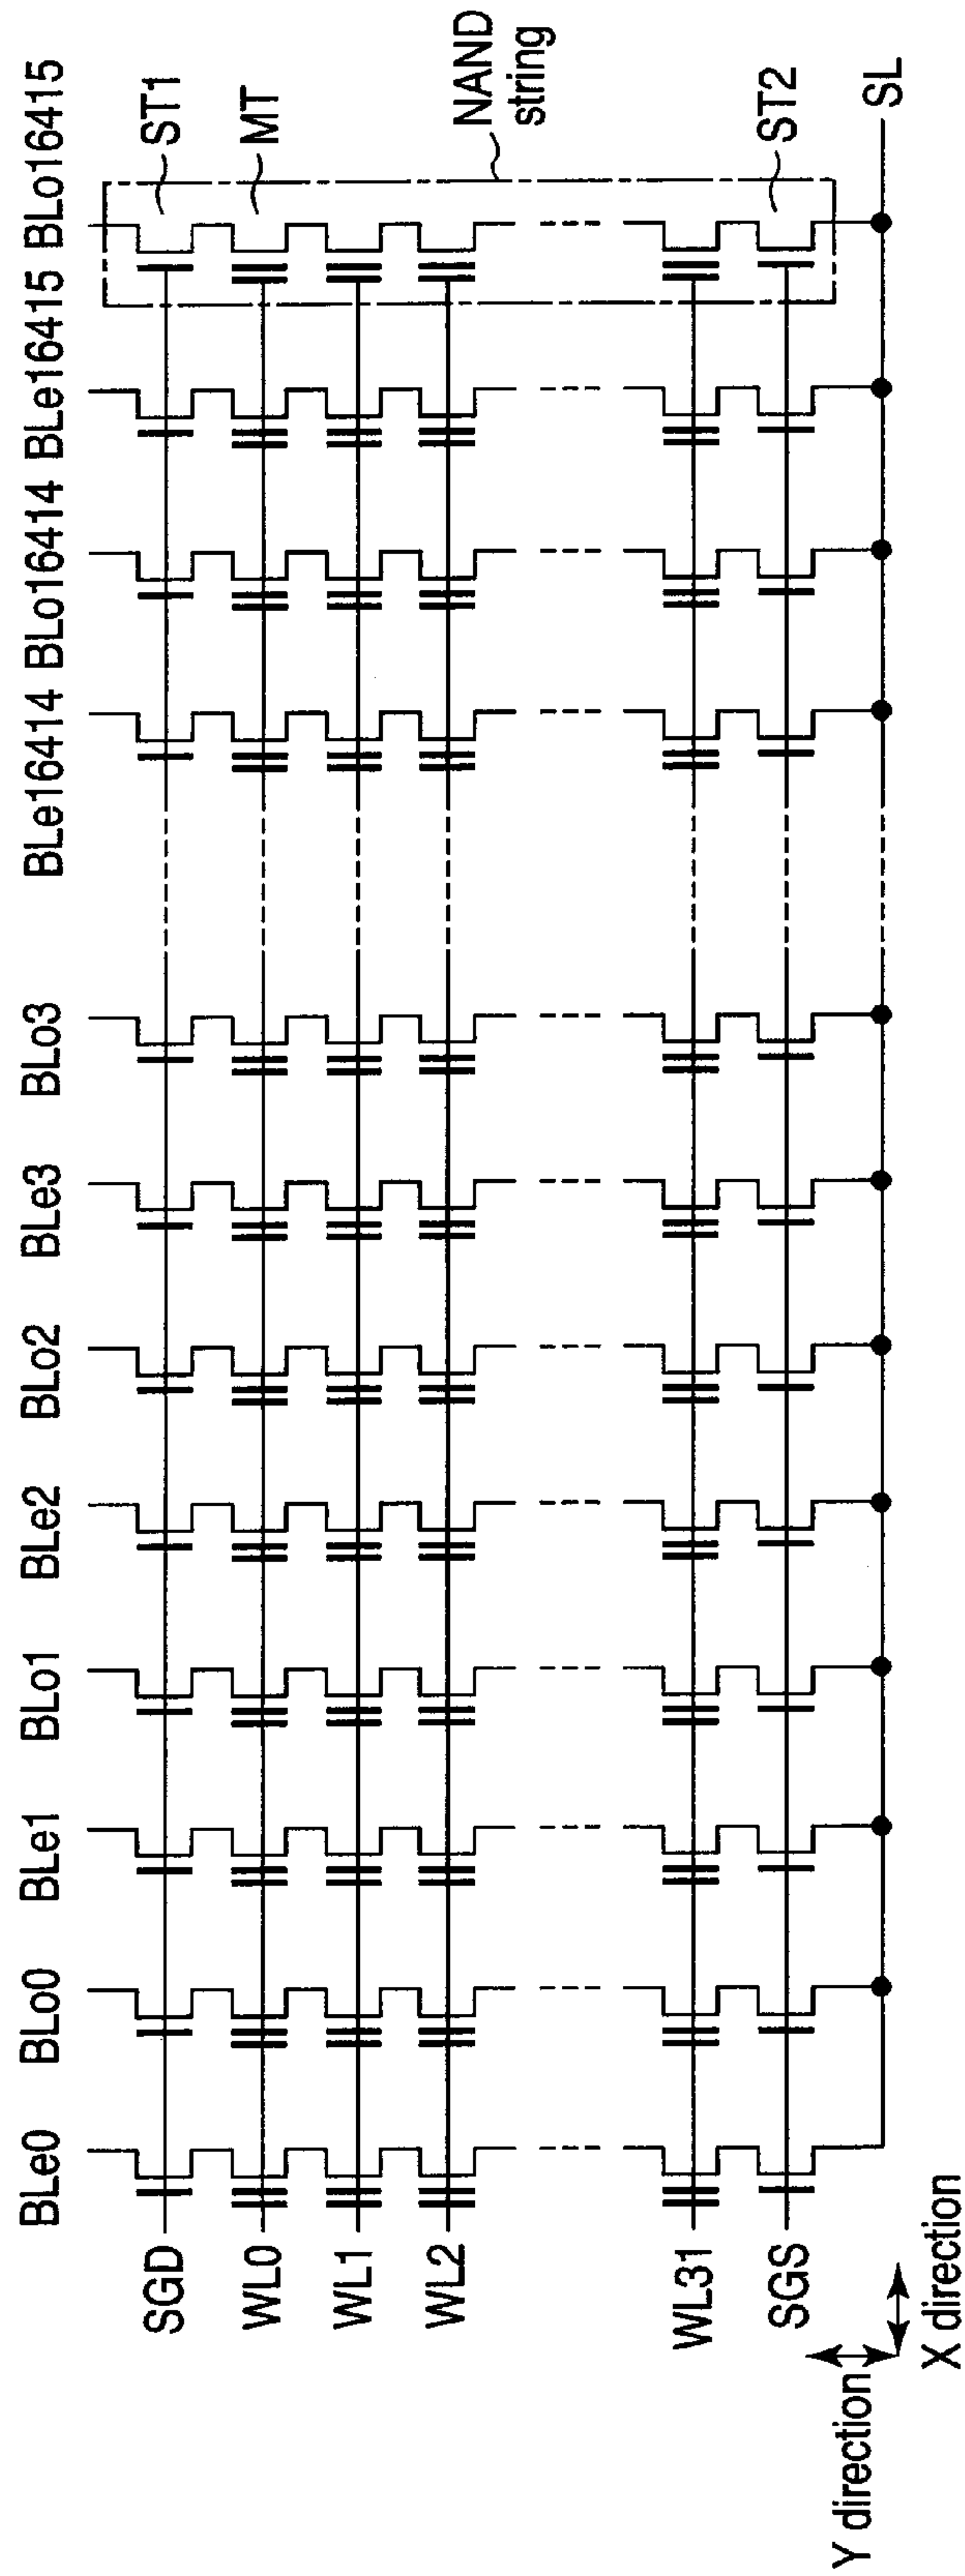 BLe0 BLo0 BLe1 BLo1 BLe2 BLo2 BLe3 BLo3 BLe16414 BLo16414 BLe16415 BLo16415
SGD
ST1
WL0
MT
WL1
WL2
NAND
string
WL31
SGS
ST2
SL
Y direction
X direction